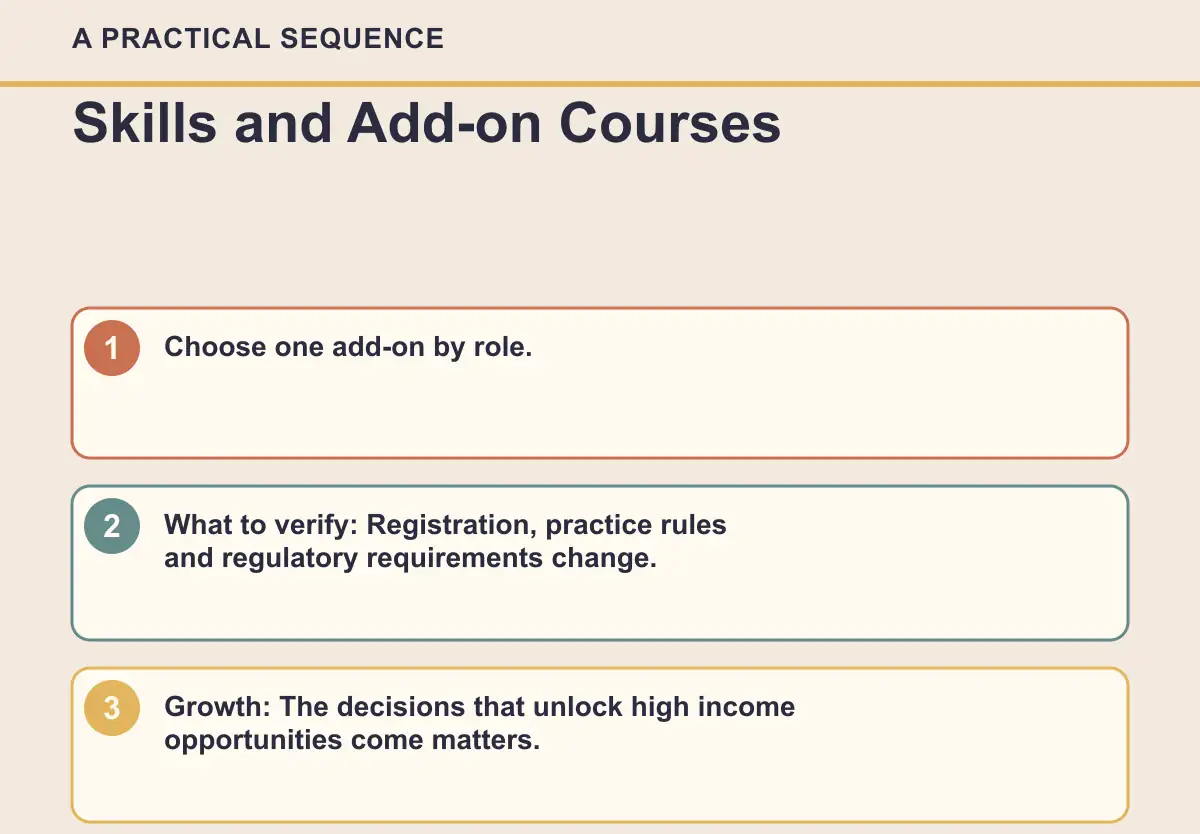 A PRACTICAL SEQUENCE
Skills and Add-on Courses
1
Choose one add-on by role.
2
What to verify: Registration, practice rules
and regulatory requirements change.
3
Growth: The decisions that unlock high income
opportunities come matters.